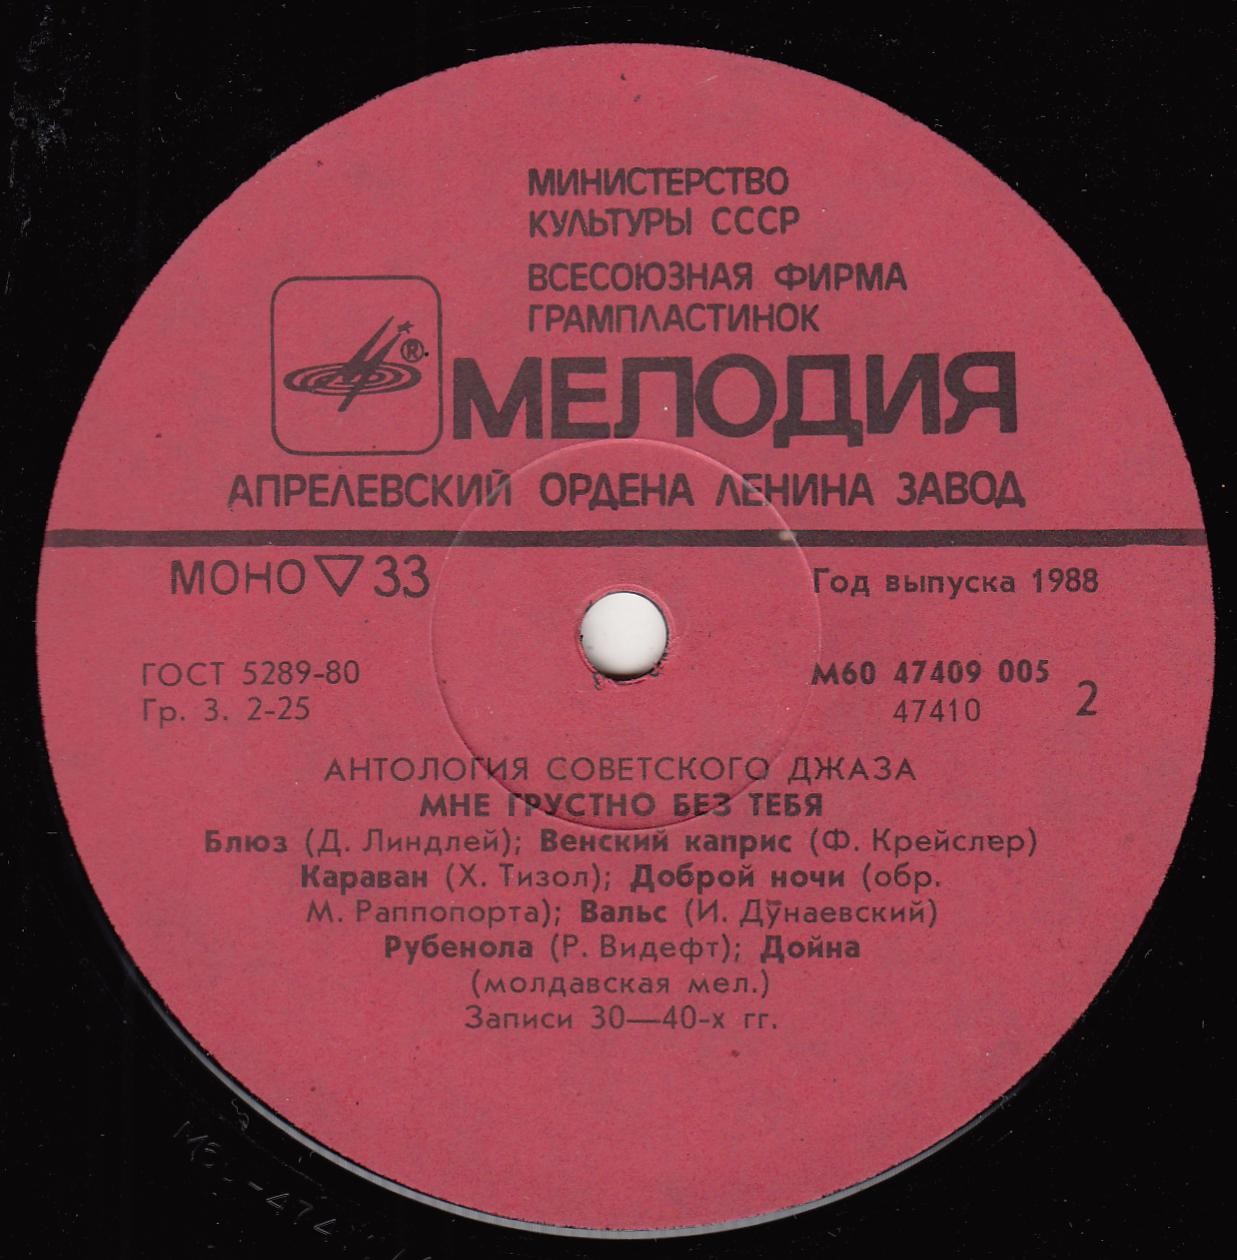 МИНИСТЕРСТВО
КУЛЬТУРЫ СССР
ВСЕСОЮЗНАЯ ФИРМА
ГРАМПЛАСТИНОК
®
МЕЛОДИЯ
АПРЕЛЕВСКИЙ ОРДЕНА ЛЕНИНА ЗАВОД
МОНО ▽ 33
Год выпуска 1988
ГОСТ 5289-80
Гр. 3. 2-25
М60 47409 005
47410
2
АНТОЛОГИЯ СОВЕТСКОГО ДЖАЗА
МНЕ ГРУСТНО БЕЗ ТЕБЯ
Блюз (Д. Линдлей); Венский каприс (Ф. Крейслер)
Караван (Х. Тизол); Доброй ночи (обр.
М. Раппопорта); Вальс (И. Дунаевский)
Рубенола (Р. Видефт); Дойна
(молдавская мел.)
Записи 30—40-х гг.